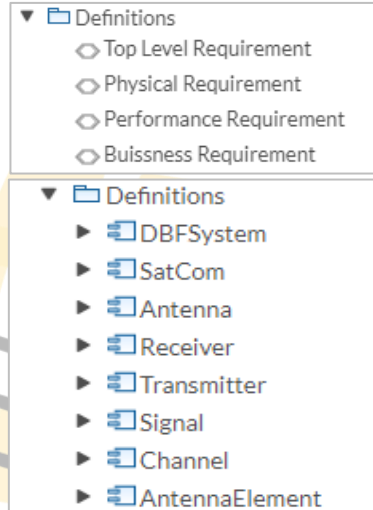 Definitions
Top Level Requirement
Physical Requirement
Performance Requirement
Buissness Requirement
Definitions
DBFSystem
SatCom
Antenna
Receiver
Transmitter
Signal
Channel
AntennaElement